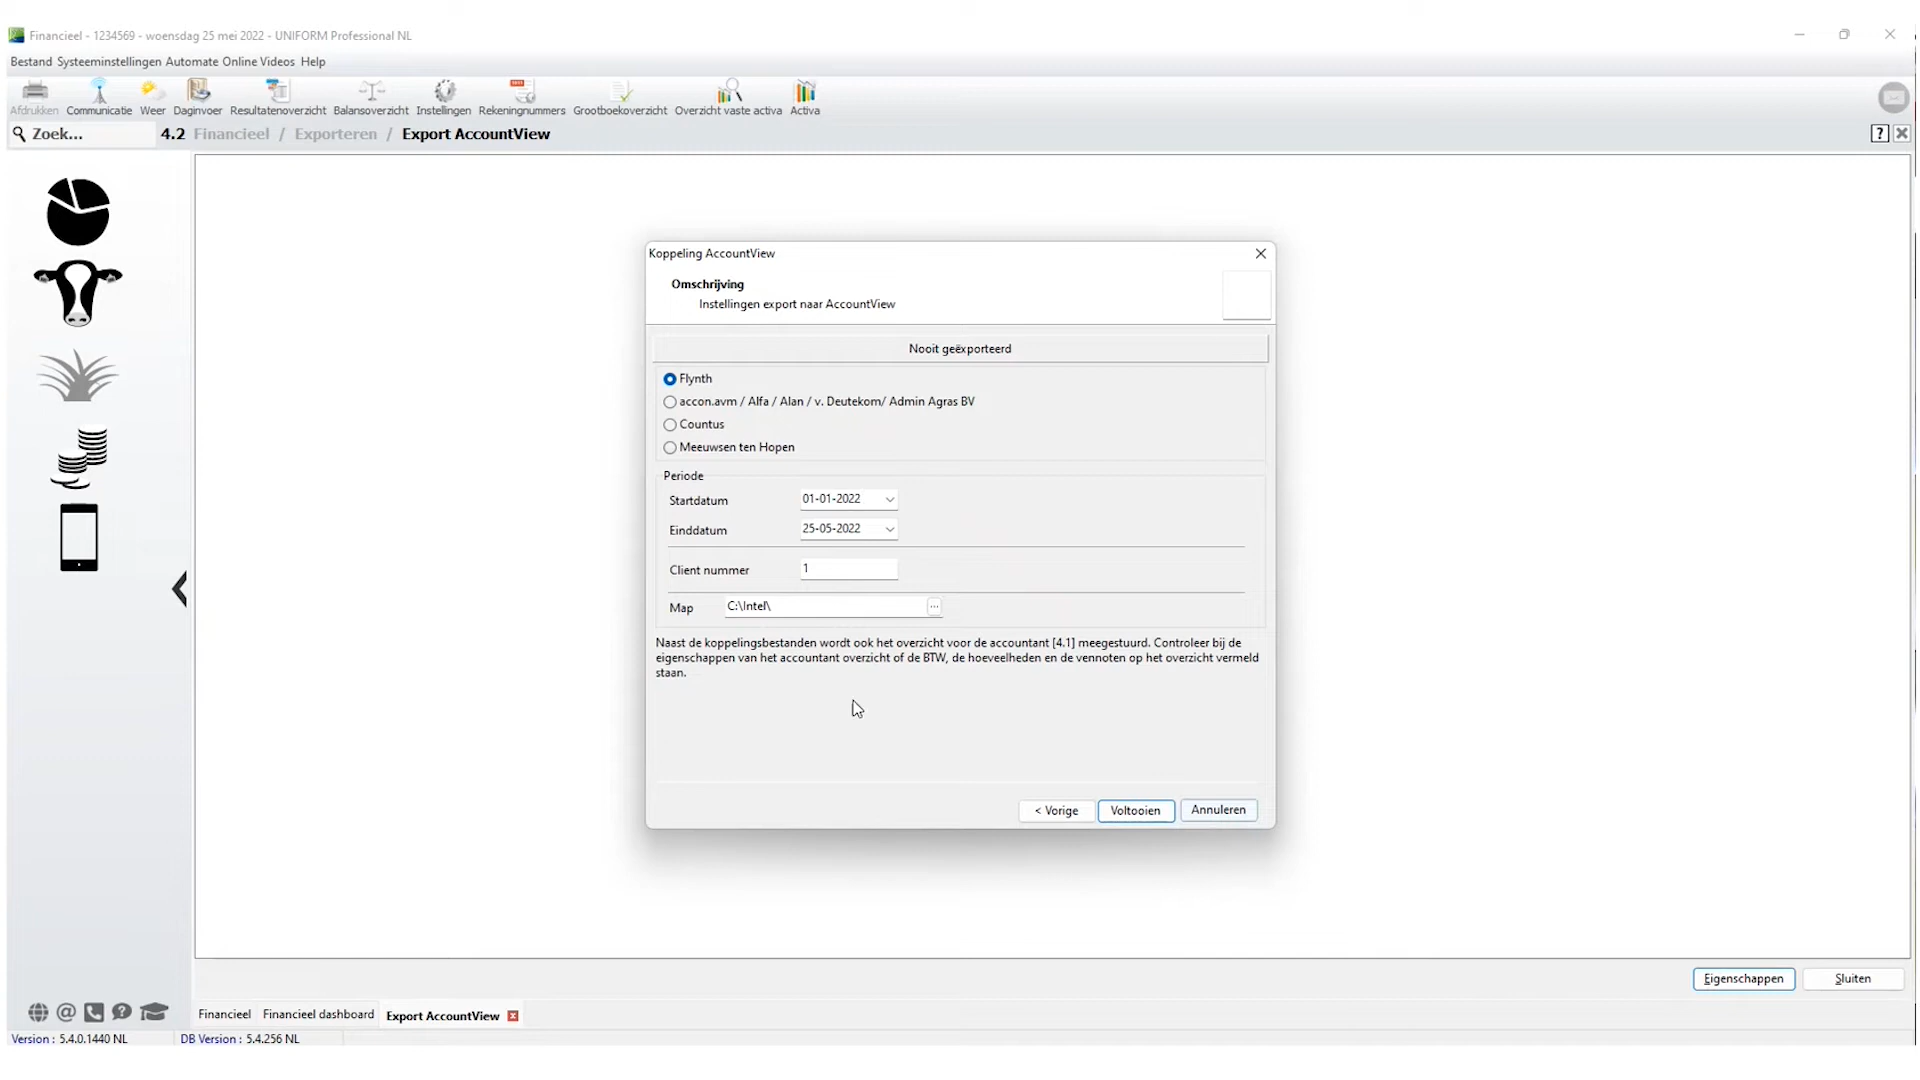 Financieel - 1234569 - woensdag 25 mei 2022 - UNIFORM Professional NL
Bestand Systeeminstellingen Automate Online Videos Help
Afdrukken Communicatie Weer Daginvoer Resultatenoverzicht Balansoverzicht Instellingen Rekeningnummers Grootboekoverzicht Overzicht vaste activa Activa
Zoek... 4.2 Financieel / Exporteren / Export AccountView ?
Koppeling AccountView
Omschrijving
Instellingen export naar AccountView
Nooit geëxporteerd
Flynth
accon.avm / Alfa / Alan / v. Deutekom/ Admin Agras BV
Countus
Meeuwsen ten Hopen
Periode
Startdatum 01-01-2022
Einddatum 25-05-2022
Client nummer 1
Map C:\Intel\ ...
Naast de koppelingsbestanden wordt ook het overzicht voor de accountant [4.1] meegestuurd. Controleer bij de
eigenschappen van het accountant overzicht of de BTW, de hoeveelheden en de vennoten op het overzicht vermeld
staan.
< Vorige Voltooien Annuleren
Eigenschappen Sluiten
Financieel Financieel dashboard Export AccountView
Version : 5.4.0.1440 NL DB Version : 5.4.256 NL